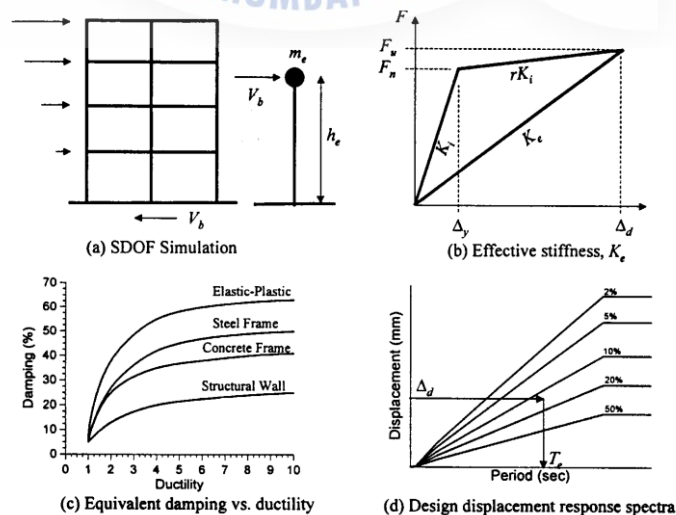 MUMBAI
V_b
m_e
V_b
h_e
(a) SDOF Simulation
F
F_u
F_n
rK_i
K_i
K_e
Δ_y
Δ_d
(b) Effective stiffness, K_e
Damping (%)
70
60
50
40
30
20
10
0
Elastic-Plastic
Steel Frame
Concrete Frame
Structural Wall
0 1 2 3 4 5 6 7 8 9 10
Ductility
(c) Equivalent damping vs. ductility
Displacement (mm)
2%
5%
10%
20%
50%
Δ_d
T_e
Period (sec)
(d) Design displacement response spectra